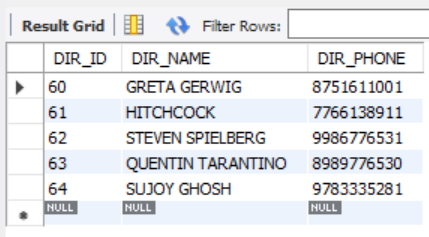 Result Grid Filter Rows:
DIR_ID DIR_NAME DIR_PHONE
60 GRETA GERWIG 8751611001
61 HITCHCOCK 7766138911
62 STEVEN SPIELBERG 9986776531
63 QUENTIN TARANTINO 8989776530
64 SUJOY GHOSH 9783335281
NULL NULL NULL